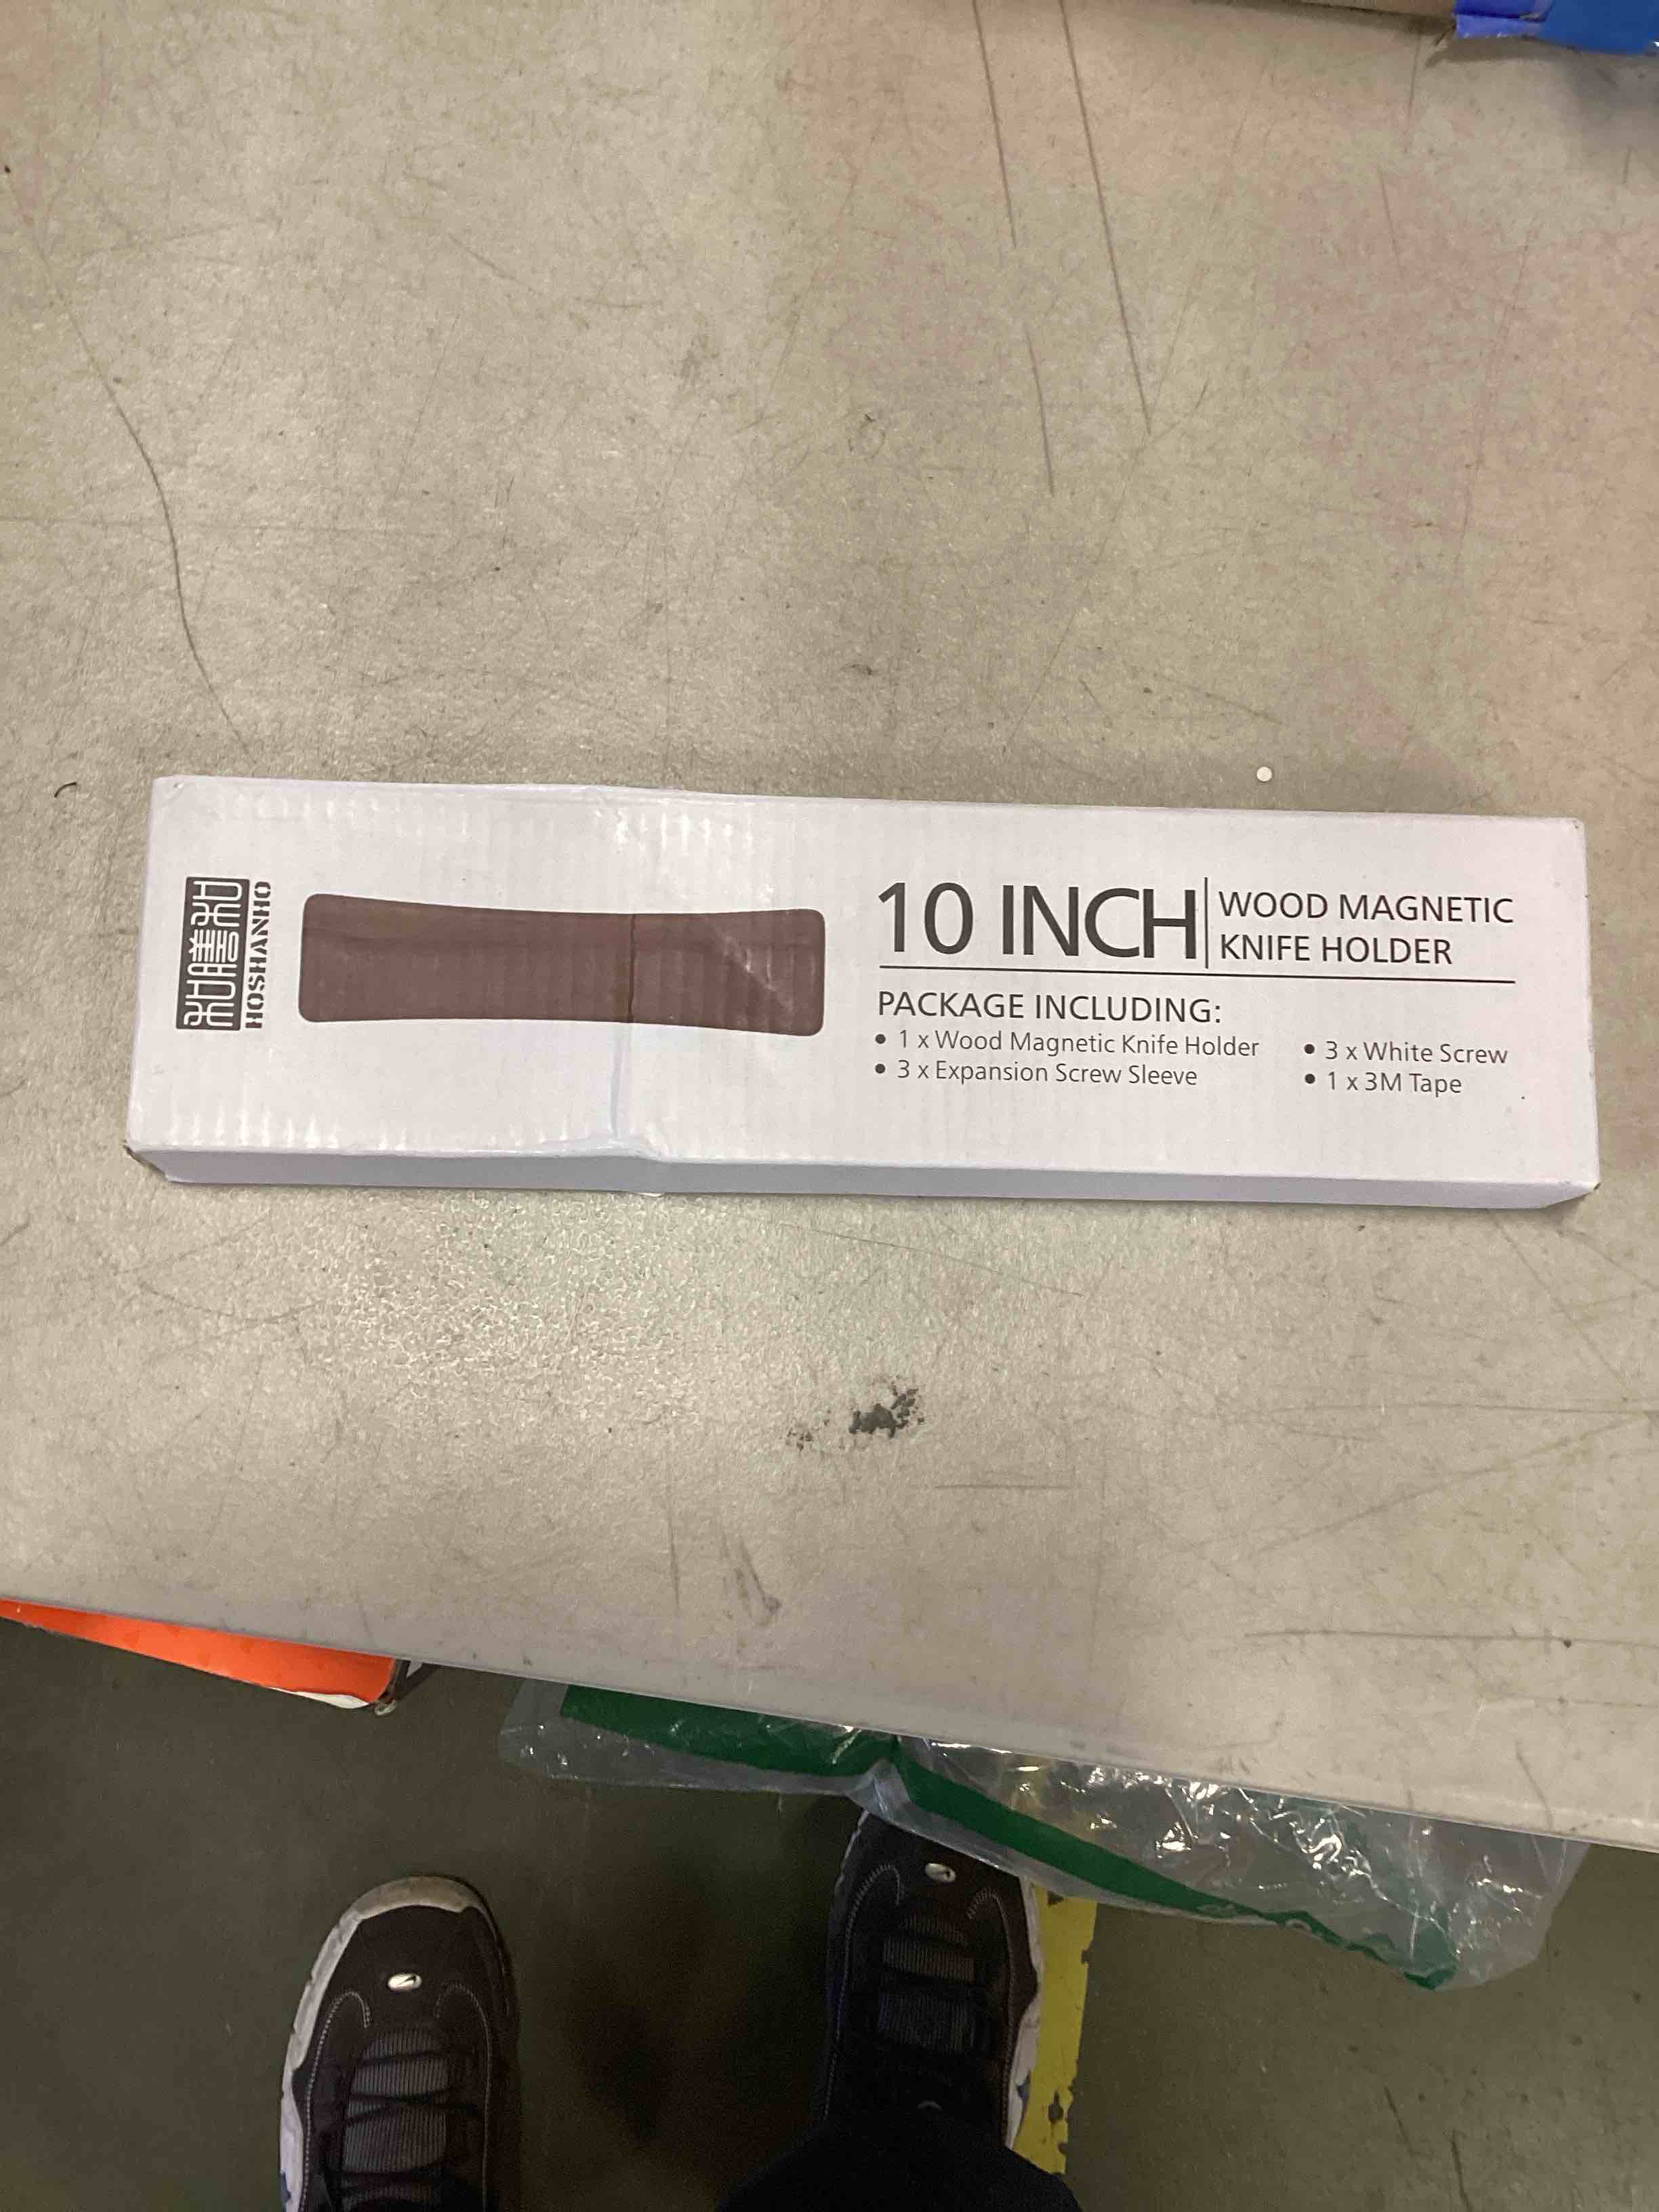 HOSHANHO
10 INCH
WOOD MAGNETIC
KNIFE HOLDER
PACKAGE INCLUDING:
• 1 x Wood Magnetic Knife Holder
• 3 x Expansion Screw Sleeve
• 3 x White Screw
• 1 x 3M Tape